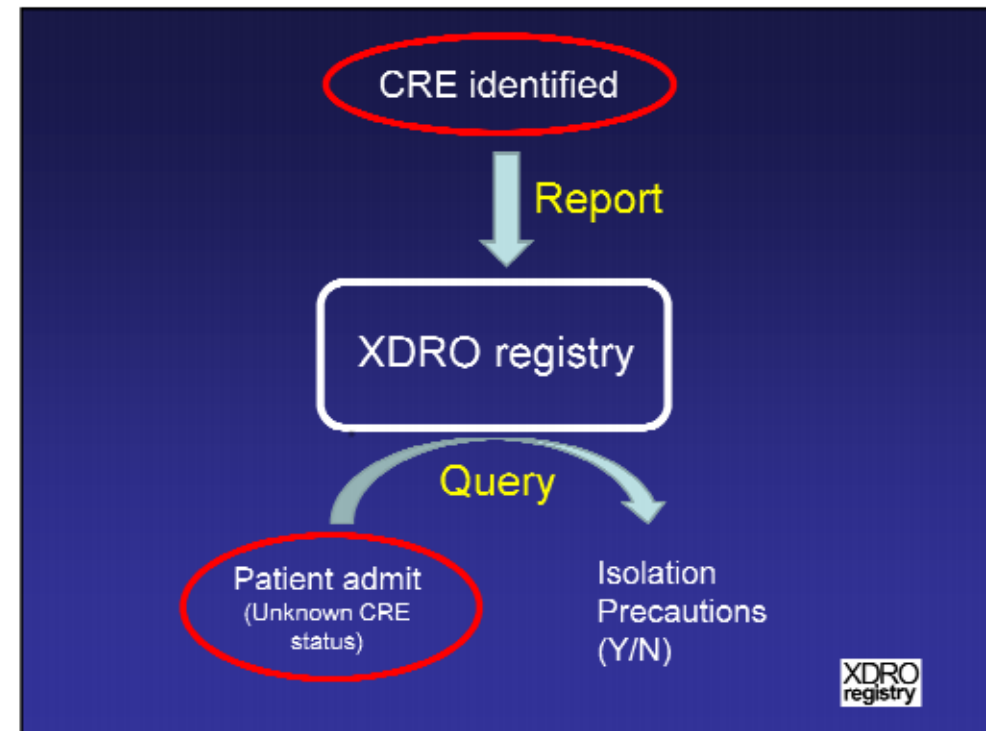 CRE identified
Report
XDRO registry
Query
Patient admit
(Unknown CRE
status)
Isolation
Precautions
(Y/N)
XDRO
registry